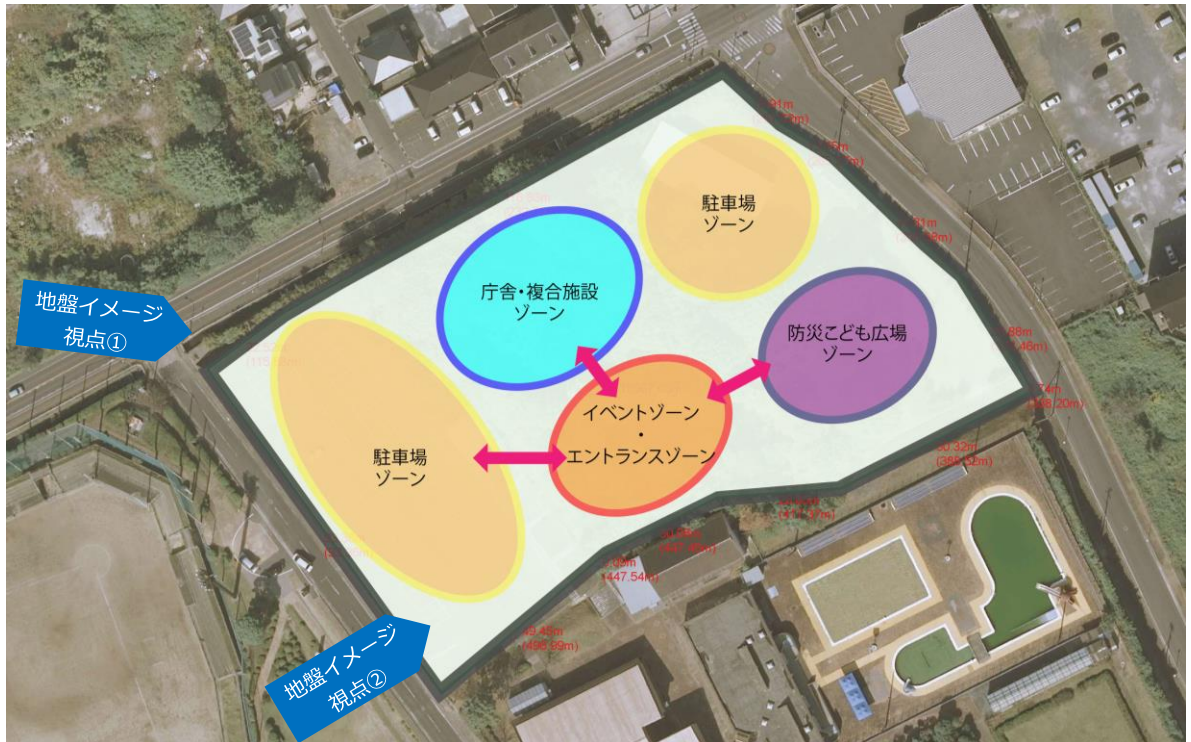 駐車場
ゾーン
庁舎・複合施設
ゾーン
地盤イメージ
視点①
防災こども広場
ゾーン
イベントゾーン
・
エントランスゾーン
駐車場
ゾーン
地盤イメージ
視点②
(447.54m)